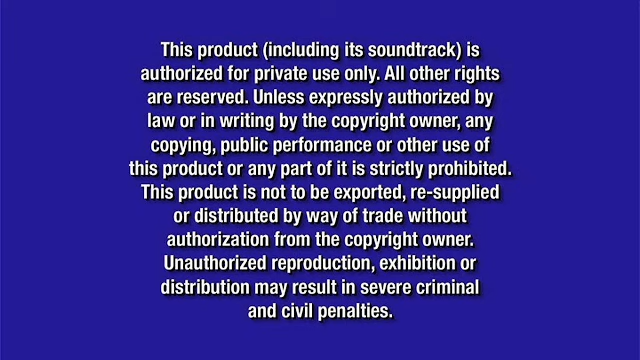 This product (including its soundtrack) is
authorized for private use only. All other rights
are reserved. Unless expressly authorized by
law or in writing by the copyright owner, any
copying, public performance or other use of
this product or any part of it is strictly prohibited.
This product is not to be exported, re-supplied
or distributed by way of trade without
authorization from the copyright owner.
Unauthorized reproduction, exhibition or
distribution may result in severe criminal
and civil penalties.